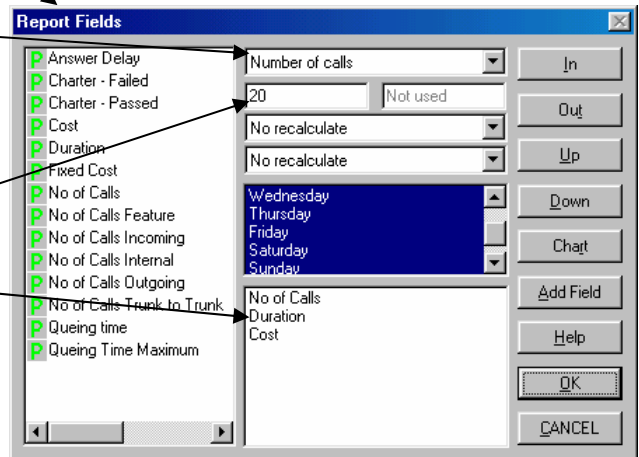 Report Fields
Answer Delay
Charter - Failed
Charter - Passed
Cost
Duration
Fixed Cost
No of Calls
No of Calls Feature
No of Calls Incoming
No of Calls Internal
No of Calls Outgoing
No of Calls Trunk to Trunk
Queing time
Queing Time Maximum
Number of calls
20
Not used
No recalculate
No recalculate
Wednesday
Thursday
Friday
Saturday
Sunday
No of Calls
Duration
Cost
In
Out
Up
Down
Chart
Add Field
Help
OK
CANCEL